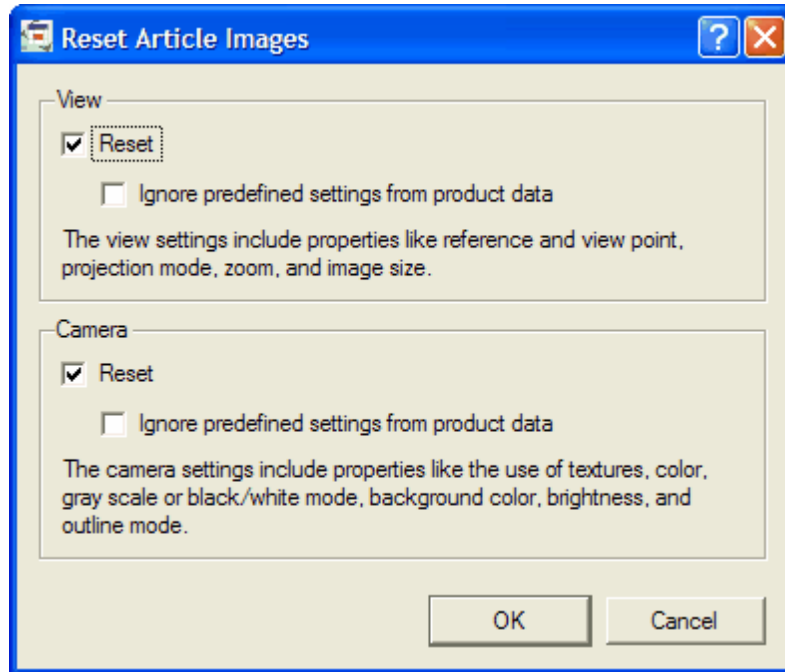 Reset Article Images
?
View
Reset
Ignore predefined settings from product data
The view settings include properties like reference and view point,
projection mode, zoom, and image size.
Camera
Reset
Ignore predefined settings from product data
The camera settings include properties like the use of textures, color,
gray scale or black/white mode, background color, brightness, and
outline mode.
OK
Cancel